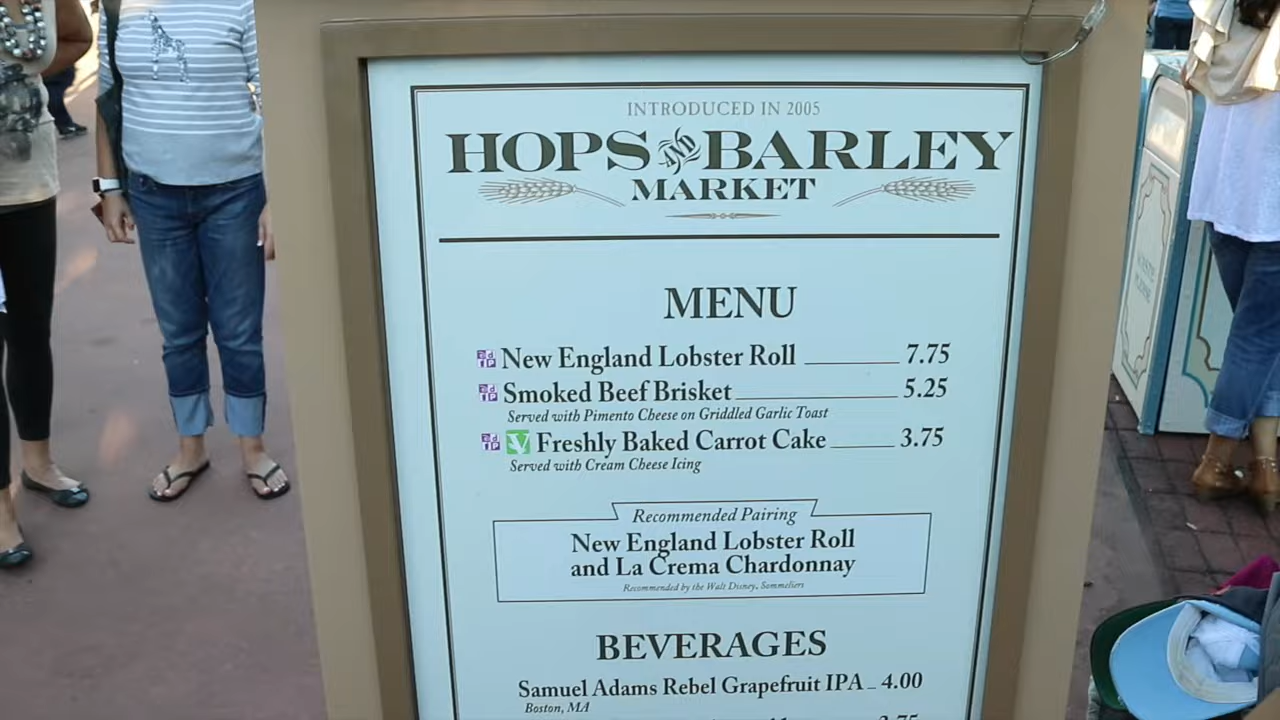 INTRODUCED IN 2005
HOPS AND BARLEY
MARKET
MENU
New England Lobster Roll 7.75
Smoked Beef Brisket 5.25
Served with Pimento Cheese on Griddled Garlic Toast
V Freshly Baked Carrot Cake 3.75
Served with Cream Cheese Icing
Recommended Pairing
New England Lobster Roll
and La Crema Chardonnay
Recommended by the Walt Disney, Sommeliers
BEVERAGES
Samuel Adams Rebel Grapefruit IPA 4.00
Boston, MA
3.75